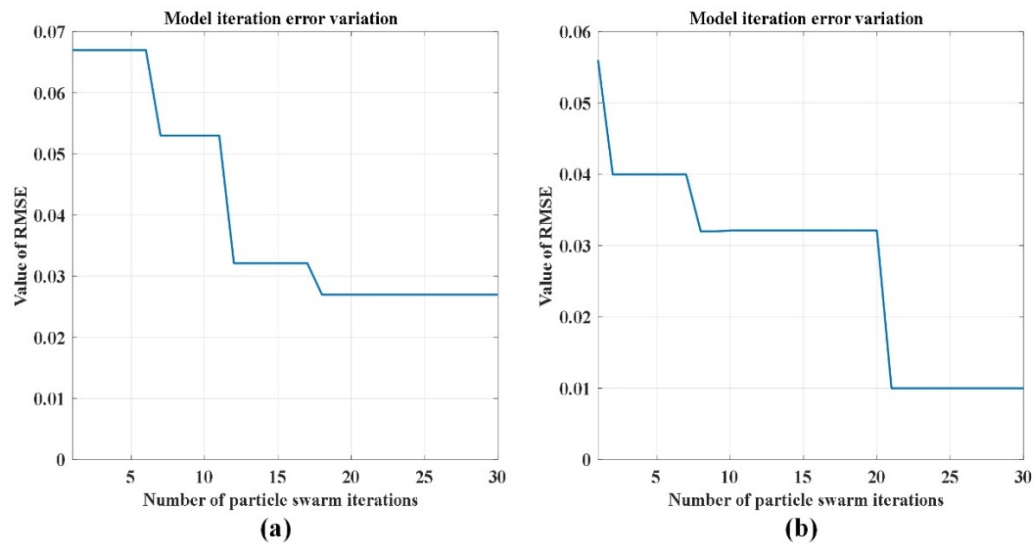 Model iteration error variation
0.07
0.06
0.05
0.04
0.03
0.02
0.01
0
Value of RMSE
5 10 15 20 25 30
Number of particle swarm iterations
(a)
Model iteration error variation
0.06
0.05
0.04
0.03
0.02
0.01
0
Value of RMSE
5 10 15 20 25 30
Number of particle swarm iterations
(b)